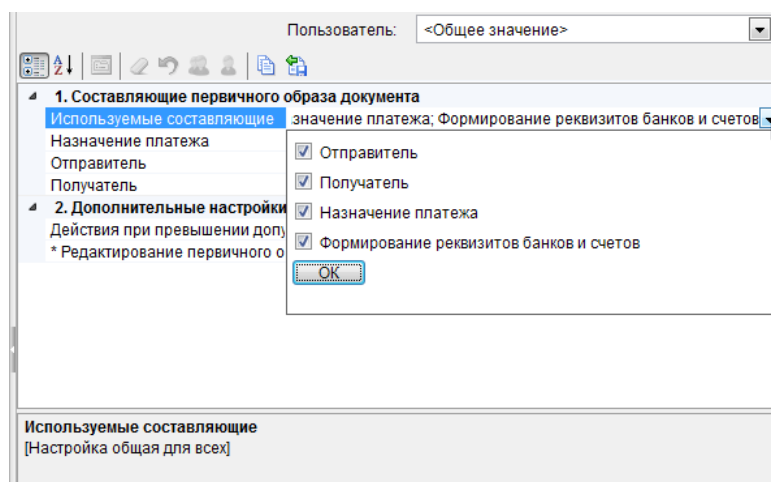 Пользователь: <Общее значение>
1. Составляющие первичного образа документа
Используемые составляющие значение платежа; Формирование реквизитов банков и счетов
Назначение платежа
Отправитель
Получатель
2. Дополнительные настройки
Действия при превышении
* Редактирование первичного о
Отправитель
Получатель
Назначение платежа
Формирование реквизитов банков и счетов
OK
Используемые составляющие
[Настройка общая для всех]